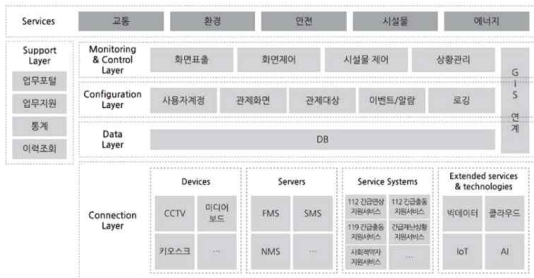 Services
교통
환경
안전
시설물
에너지
Support
Layer
업무포털
업무지원
통계
이력조회
Monitoring
& Control
Layer
화면표출
화면제어
시설물 제어
상황관리
Configuration
Layer
사용자계정
관제화면
관제대상
이벤트/알람
로깅
Data
Layer
DB
G
I
S
연
계
Connection
Layer
Devices
CCTV
미디어
보드
키오스크
...
Servers
FMS
SMS
NMS
...
Service Systems
112 긴급영상
지원서비스
112 긴급출동
지원서비스
119 긴급출동
지원서비스
긴급재난상황
지원서비스
사회적약자
지원서비스
...
Extended services
& technologies
빅데이터
클라우드
IoT
AI